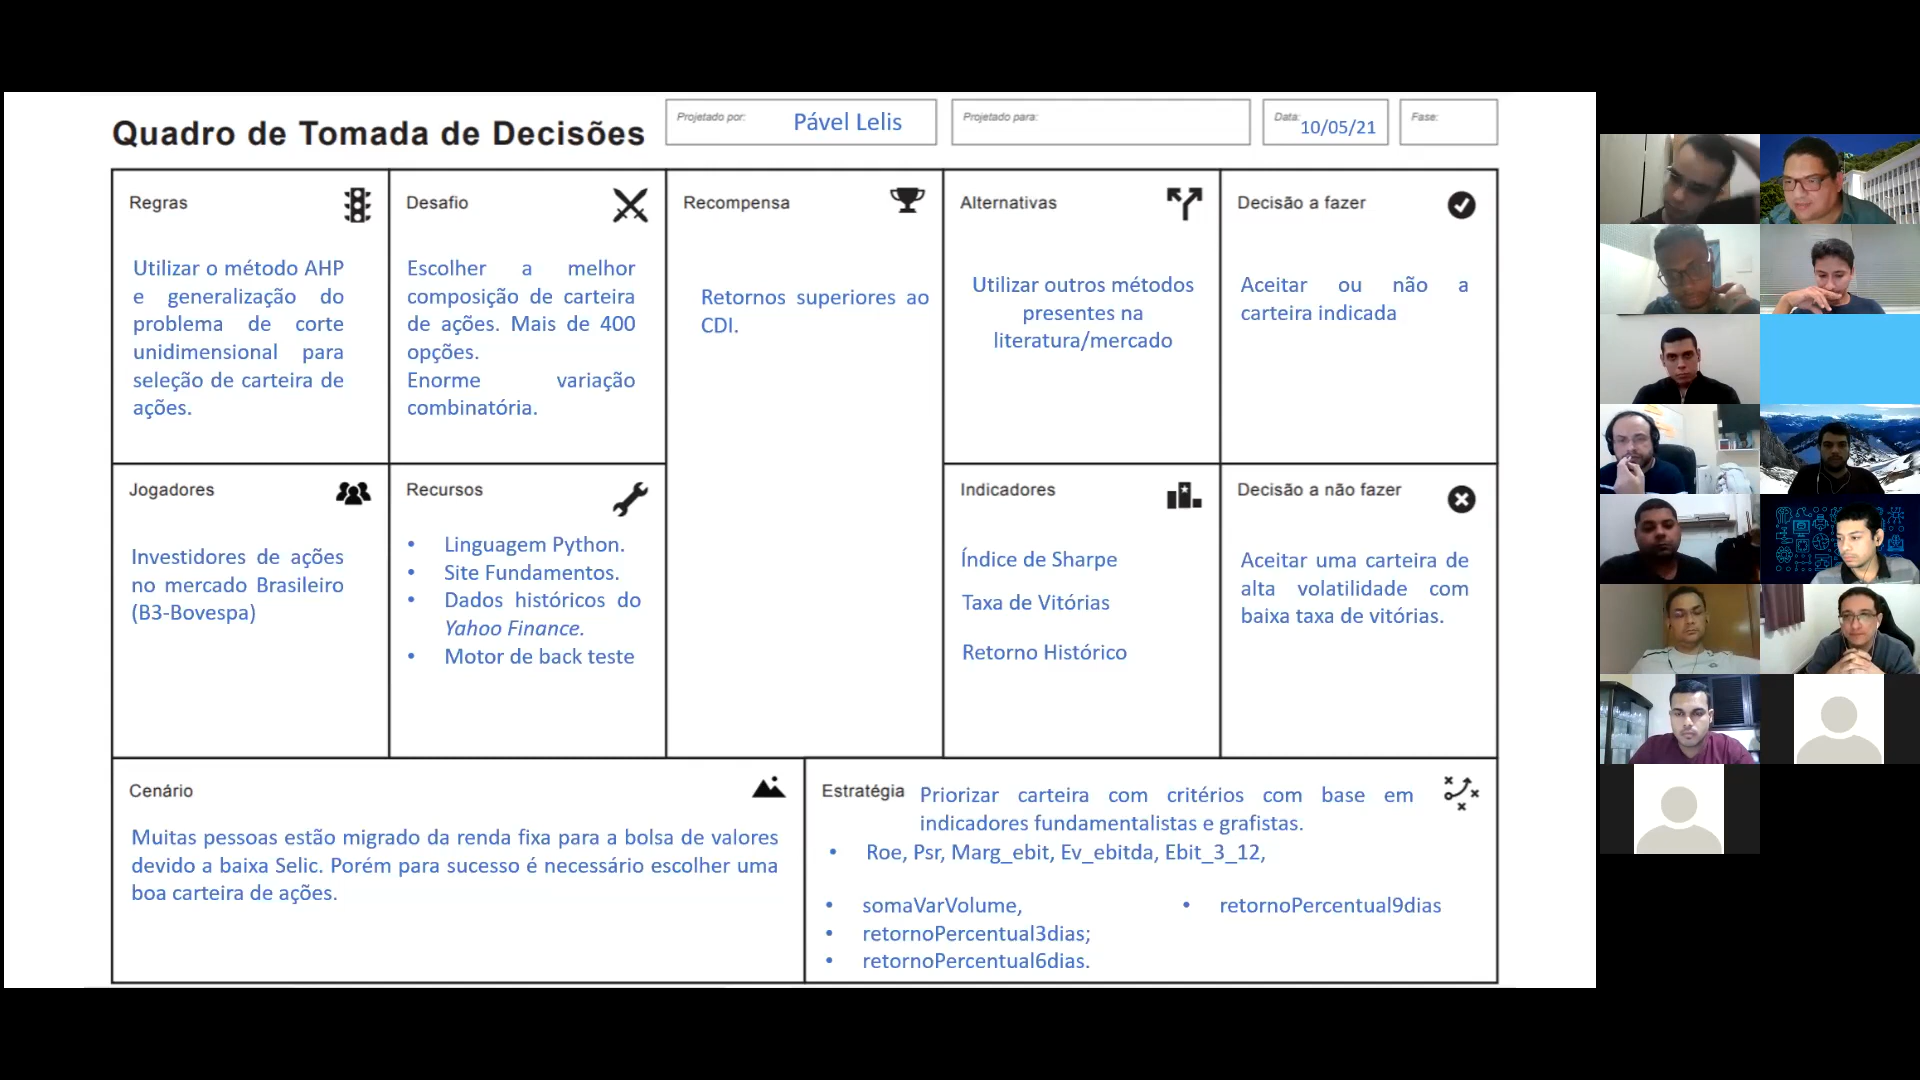 Quadro de Tomada de Decisões
Projetado por:
Pável Lelis
Projetado para:
Data:
10/05/21
Fase:
Regras
Utilizar o método AHP
e generalização do
problema de corte
unidimensional para
seleção de carteira de
ações.
Desafio
Escolher a melhor
composição de carteira
de ações. Mais de 400
opções.
Enorme variação
combinatória.
Recompensa
Retornos superiores ao
CDI.
Alternativas
Utilizar outros métodos
presentes na
literatura/mercado
Decisão a fazer
Aceitar ou não a
carteira indicada
Jogadores
Investidores de ações
no mercado Brasileiro
(B3-Bovespa)
Recursos
• Linguagem Python.
• Site Fundamentos.
• Dados históricos do
Yahoo Finance.
• Motor de back teste
Indicadores
Índice de Sharpe
Taxa de Vitórias
Retorno Histórico
Decisão a não fazer
Aceitar uma carteira de
alta volatilidade com
baixa taxa de vitórias.
Cenário
Muitas pessoas estão migrado da renda fixa para a bolsa de valores
devido a baixa Selic. Porém para sucesso é necessário escolher uma
boa carteira de ações.
Estratégia
Priorizar carteira com critérios com base em
indicadores fundamentalistas e grafistas.
• Roe, Psr, Marg_ebit, Ev_ebitda, Ebit_3_12,
• somaVarVolume,
• retornoPercentual3dias;
• retornoPercentual6dias.
• retornoPercentual9dias